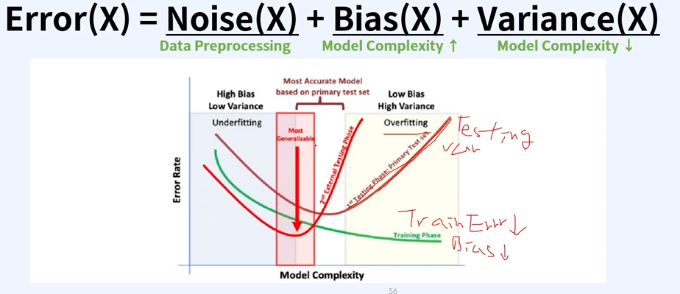 Error(X) = Noise(X) + Bias(X) + Variance(X)
Data Preprocessing Model Complexity ↑ Model Complexity ↓
Most Accurate Model
based on primary test set
High Bias
Low Variance
Low Bias
High Variance
Underfitting
Overfitting
Most
Generalizable
2nd External Testing Phase
1st Testing Phase: Primary Test set
Testing
Var
Train Err ↓
Bias ↓
Training Phase
Error Rate
Model Complexity
56